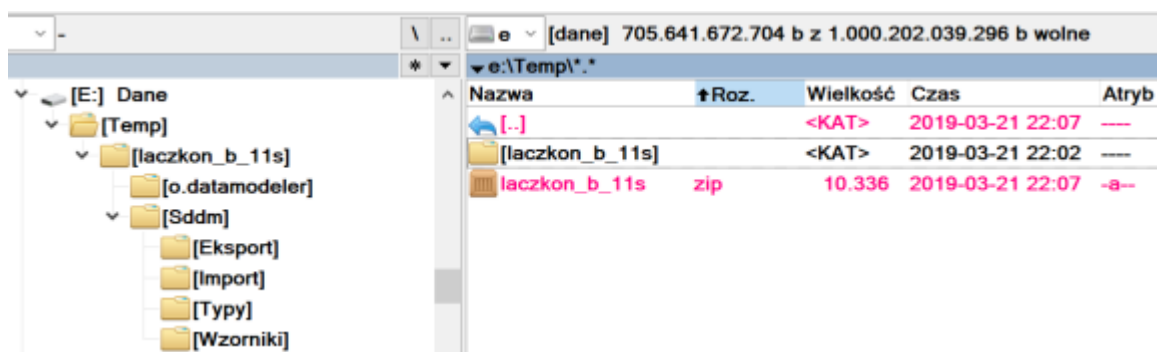 - \ .. e [dane] 705.641.672.704 b z 1.000.202.039.296 b wolne
* e:\Temp\*.*
[E:] Dane
[Temp]
[laczkon_b_11s]
[o.datamodeler]
[Sddm]
[Eksport]
[Import]
[Typy]
[Wzorniki]
Nazwa Roz. Wielkość Czas Atryb
[..] <KAT> 2019-03-21 22:07 ----
[laczkon_b_11s] <KAT> 2019-03-21 22:02 ----
laczkon_b_11s zip 10.336 2019-03-21 22:07 -a--